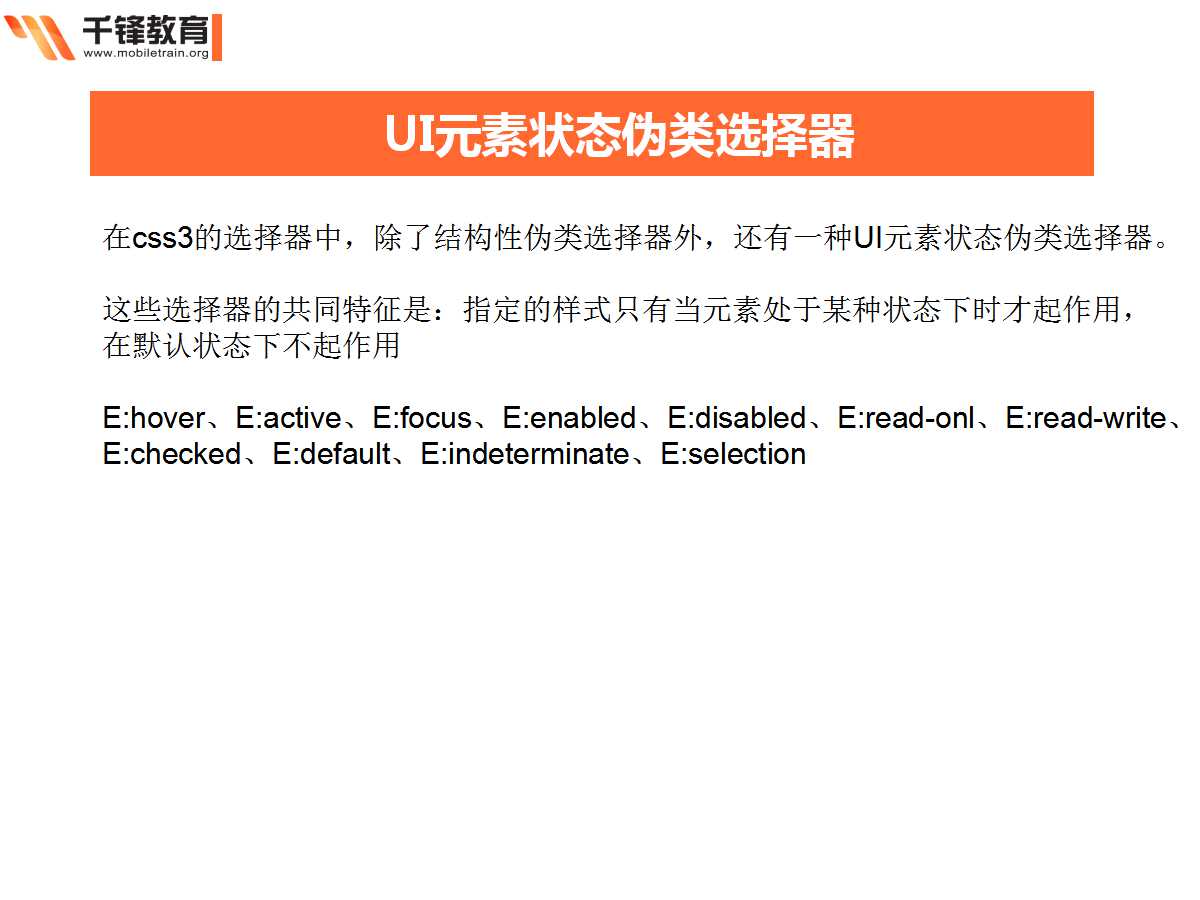 千锋教育
www.mobiletrain.org
UI元素状态伪类选择器
在css3的选择器中，除了结构性伪类选择器外，还有一种UI元素状态伪类选择器。
这些选择器的共同特征是：指定的样式只有当元素处于某种状态下时才起作用，
在默认状态下不起作用
E:hover、E:active、E:focus、E:enabled、E:disabled、E:read-onl、E:read-write、
E:checked、E:default、E:indeterminate、E:selection